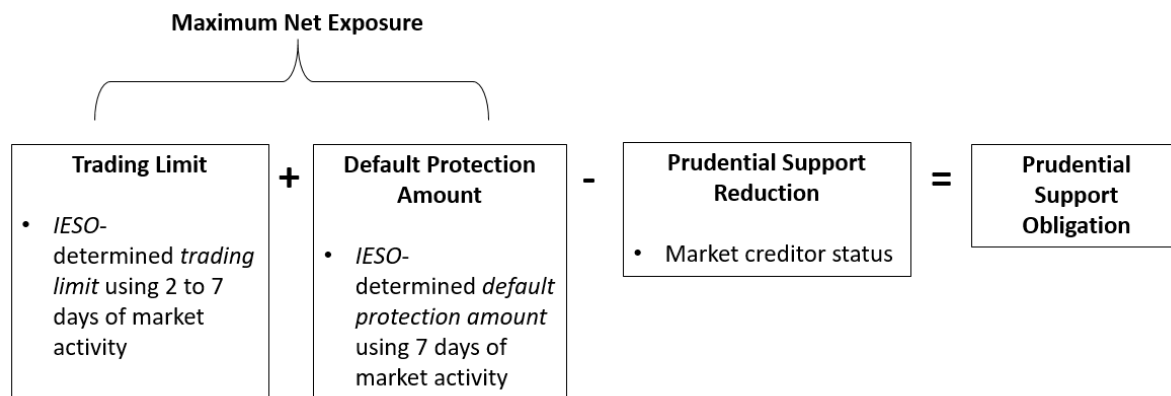 Maximum Net Exposure
Trading Limit
• IESO-
determined trading
limit using 2 to 7
days of market
activity
+
Default Protection
Amount
• IESO-
determined default
protection amount
using 7 days of
market activity
-
Prudential Support
Reduction
• Market creditor status
=
Prudential
Support
Obligation